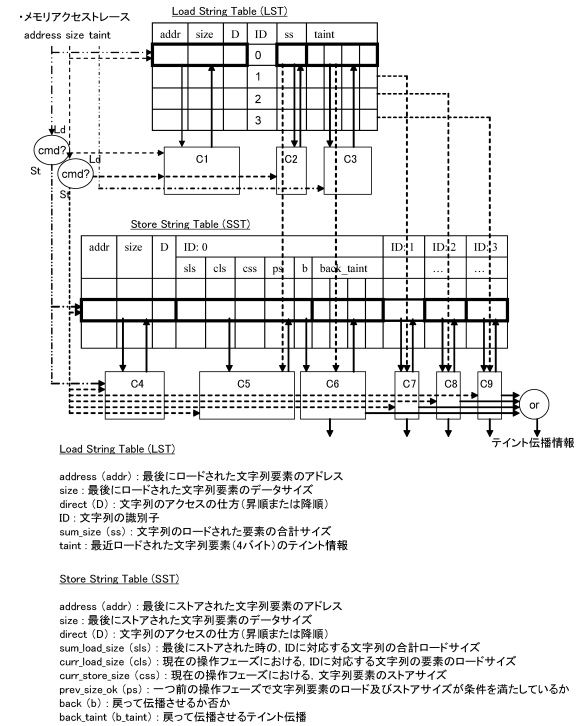 ・メモリアクセストレース
address size taint
Load String Table (LST)
addr size D ID ss taint
0
1
2
3
Ld
cmd?
St
Ld
cmd?
St
C1 C2 C3
Store String Table (SST)
addr size D ID: 0 ID: 1 ID: 2 ID: 3
sls cls css ps b back_taint … …
C4 C5 C6 C7 C8 C9
or
テイント伝播情報
Load String Table (LST)
address (addr) : 最後にロードされた文字列要素のアドレス
size : 最後にロードされた文字列要素のデータサイズ
direct (D) : 文字列のアクセスの仕方(昇順または降順)
ID : 文字列の識別子
sum_size (ss) : 文字列のロードされた要素の合計サイズ
taint : 最近ロードされた文字列要素(4バイト)のテイント情報
Store String Table (SST)
address (addr) : 最後にストアされた文字列要素のアドレス
size : 最後にストアされた文字列要素のデータサイズ
direct (D) : 文字列のアクセスの仕方(昇順または降順)
sum_load_size (sls) : 最後にストアされた時の, IDに対応する文字列の合計ロードサイズ
curr_load_size (cls) : 現在の操作フェーズにおける, IDに対応する文字列の要素のロードサイズ
curr_store_size (css) : 現在の操作フェーズにおける, 文字列要素のストアサイズ
prev_size_ok (ps) : 一つ前の操作フェーズで文字列要素のロード及びストアサイズが条件を満たしているか
back (b) : 戻って伝播させるか否か
back_taint (b_taint) : 戻って伝播させるテイント伝播